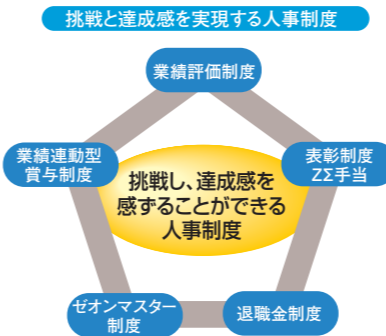 挑戦と達成感を実現する人事制度
業績評価制度
業績連動型
賞与制度
挑戦し、達成感を
感ずることができる
人事制度
表彰制度
ZΣ手当
ゼオンマスター
制度
退職金制度